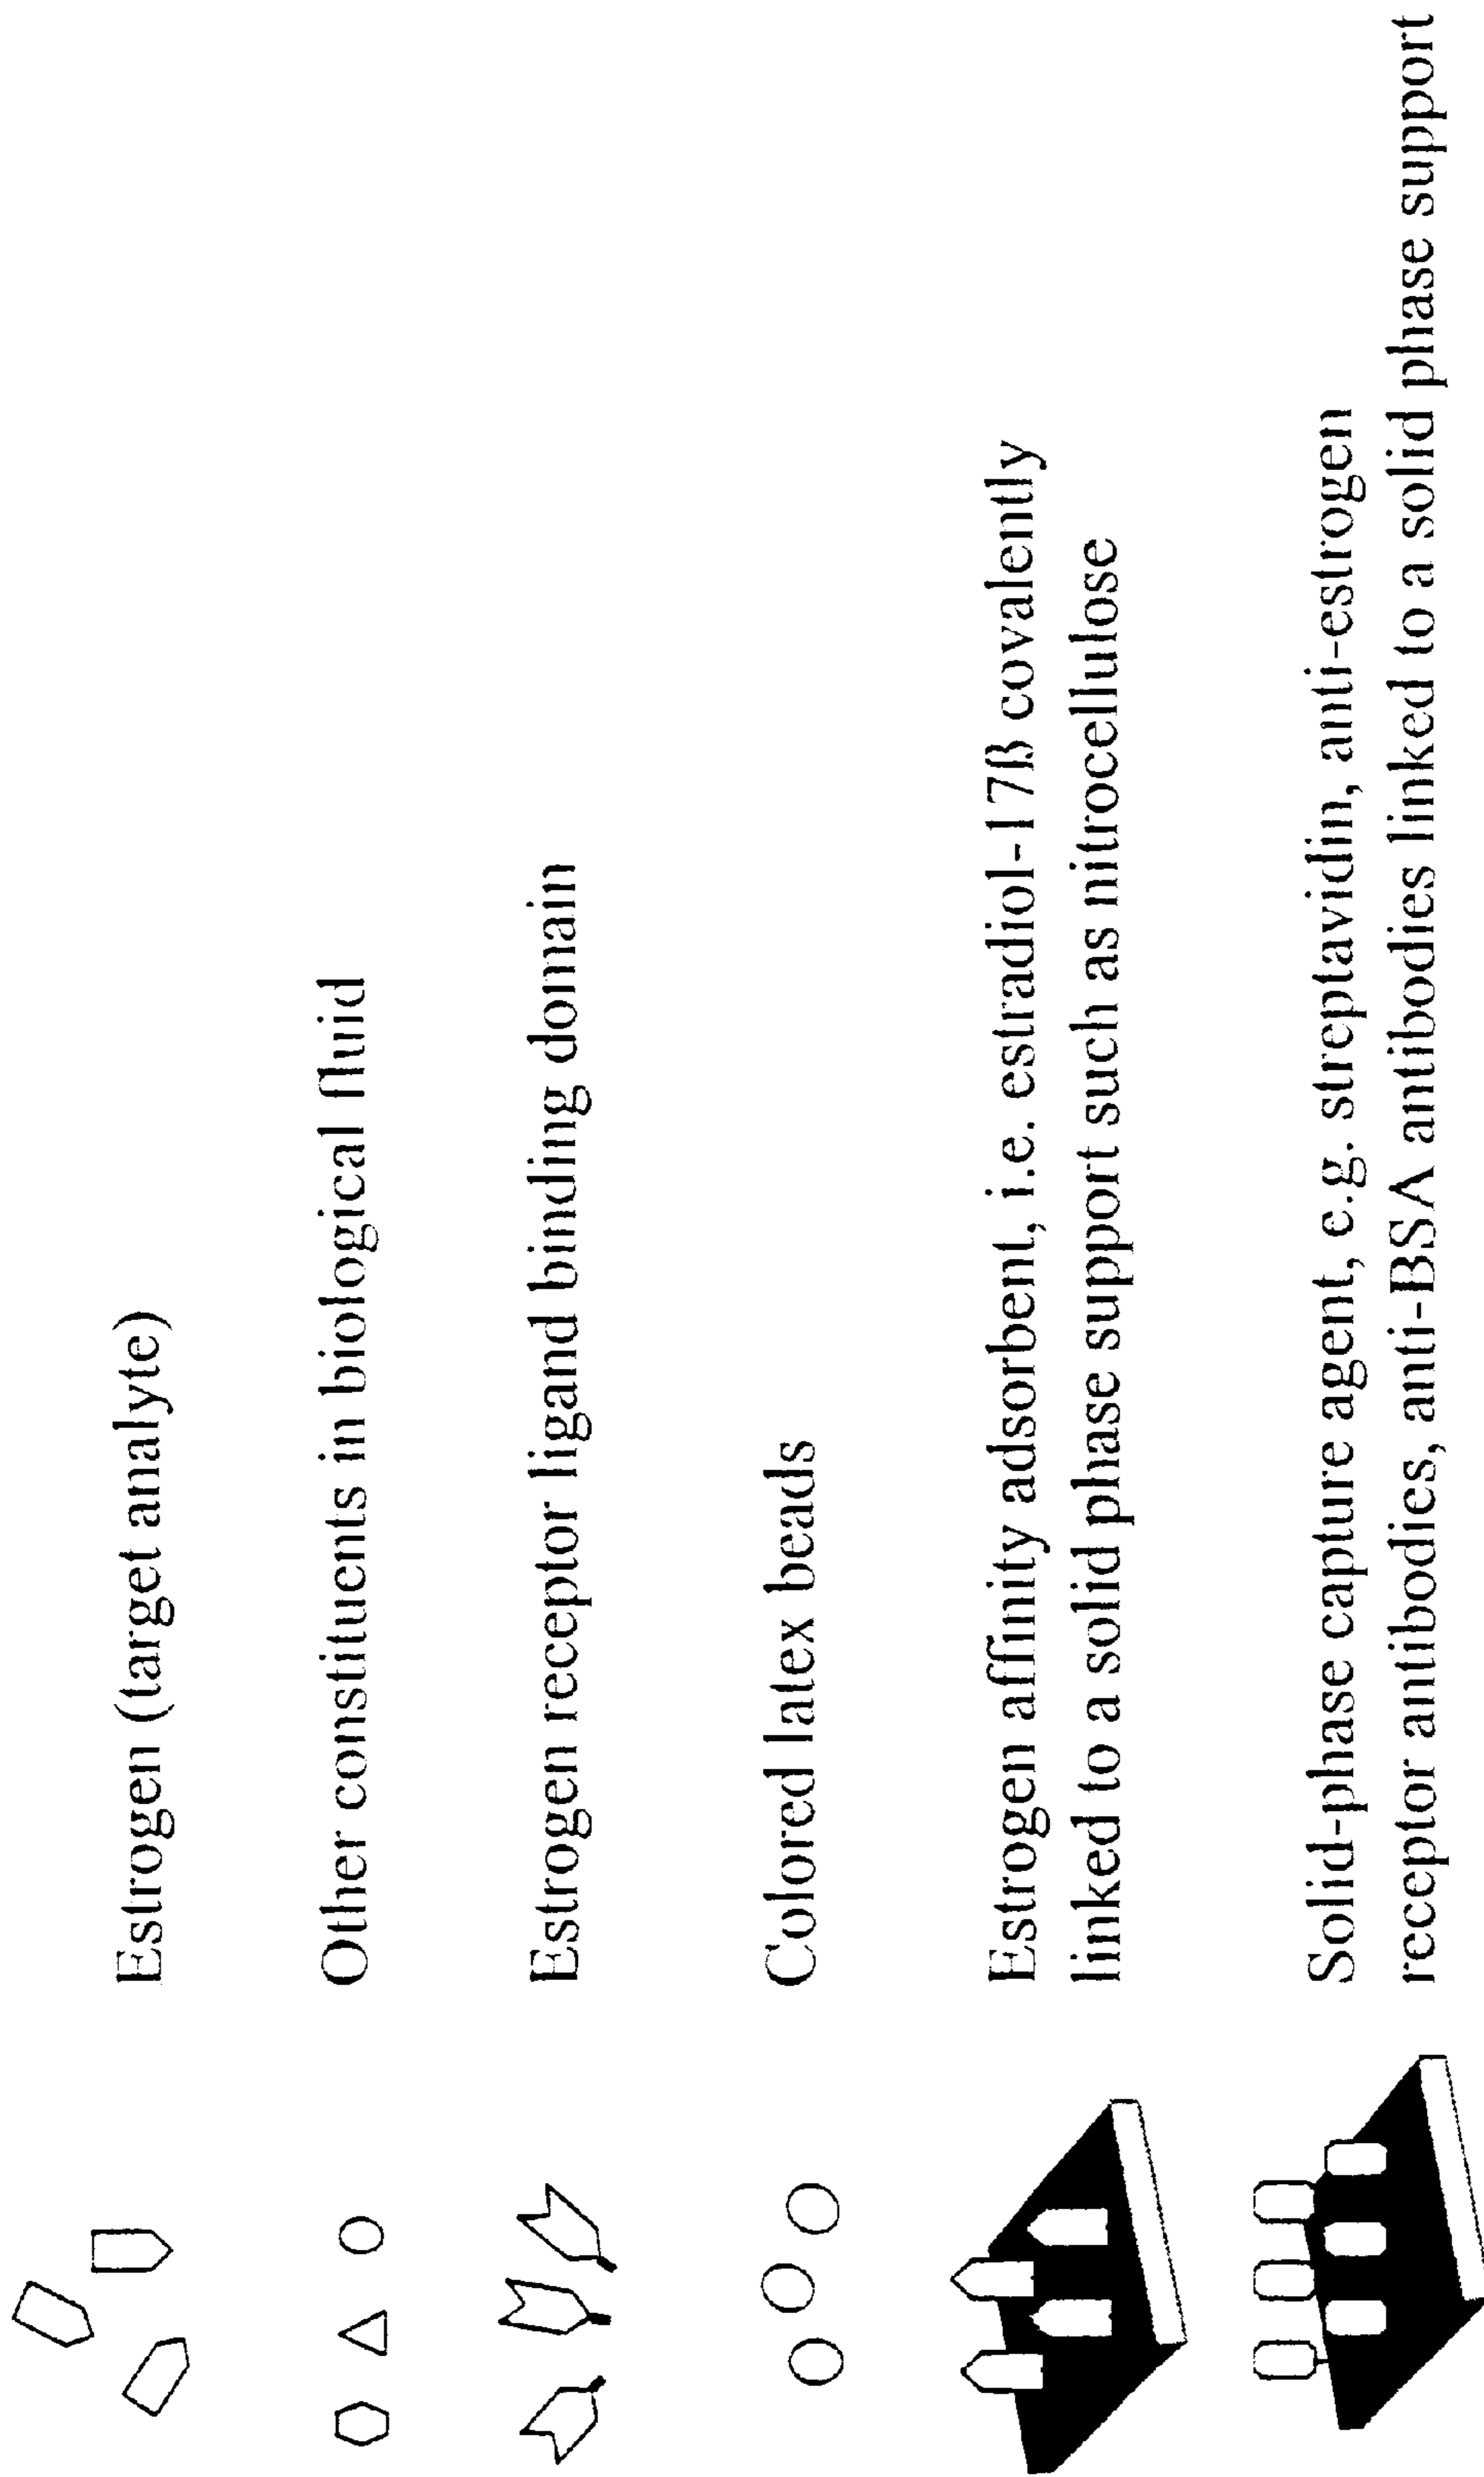 Estrogen (target analyte)
Other constituents in biological fluid
Estrogen receptor ligand binding domain
Colored latex beads
Estrogen affinity adsorbent, i.e. estradiol-17ß covalently
linked to a solid phase support such as nitrocellulose
Solid-phase capture agent, e.g. streptavidin, anti-estrogen
receptor antibodies, anti-BSA antibodies linked to a solid phase support